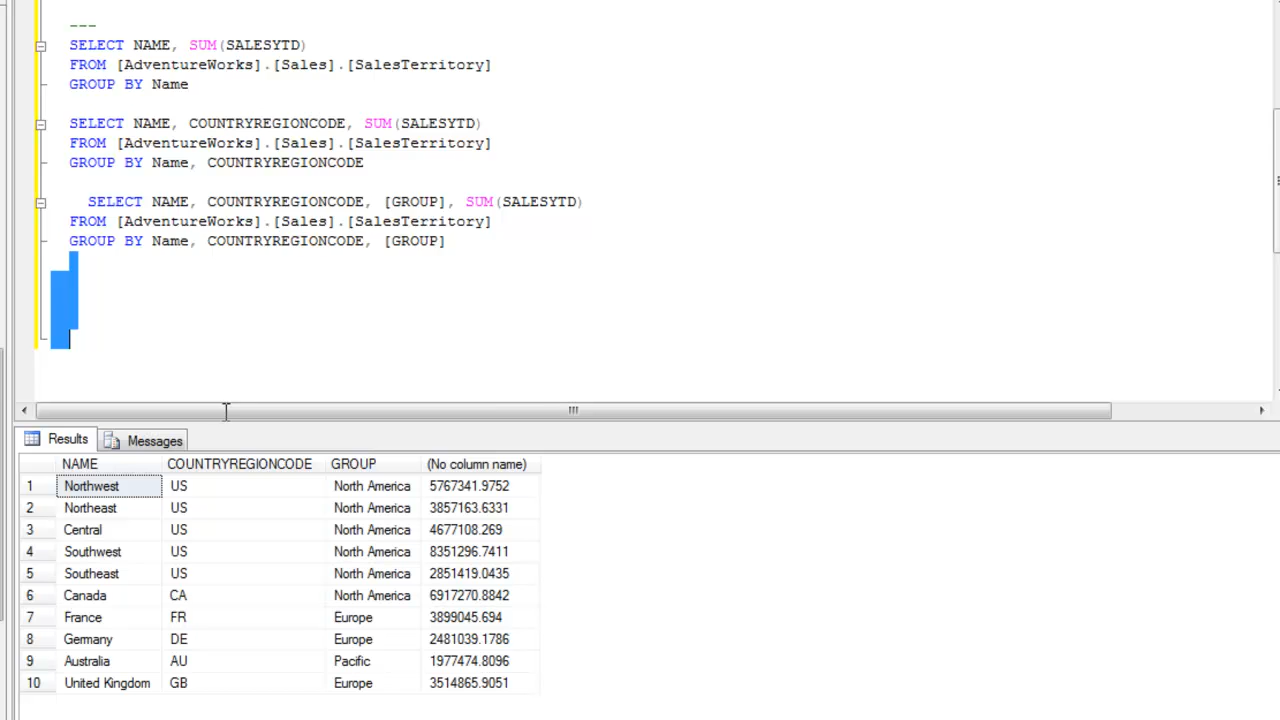 ---
SELECT NAME, SUM(SALESYTD)
FROM [AdventureWorks].[Sales].[SalesTerritory]
GROUP BY Name
SELECT NAME, COUNTRYREGIONCODE, SUM(SALESYTD)
FROM [AdventureWorks].[Sales].[SalesTerritory]
GROUP BY Name, COUNTRYREGIONCODE
SELECT NAME, COUNTRYREGIONCODE, [GROUP], SUM(SALESYTD)
FROM [AdventureWorks].[Sales].[SalesTerritory]
GROUP BY Name, COUNTRYREGIONCODE, [GROUP]
Results Messages
NAME COUNTRYREGIONCODE GROUP (No column name)
1 Northwest US North America 5767341.9752
2 Northeast US North America 3857163.6331
3 Central US North America 4677108.269
4 Southwest US North America 8351296.7411
5 Southeast US North America 2851419.0435
6 Canada CA North America 6917270.8842
7 France FR Europe 3899045.694
8 Germany DE Europe 2481039.1786
9 Australia AU Pacific 1977474.8096
10 United Kingdom GB Europe 3514865.9051